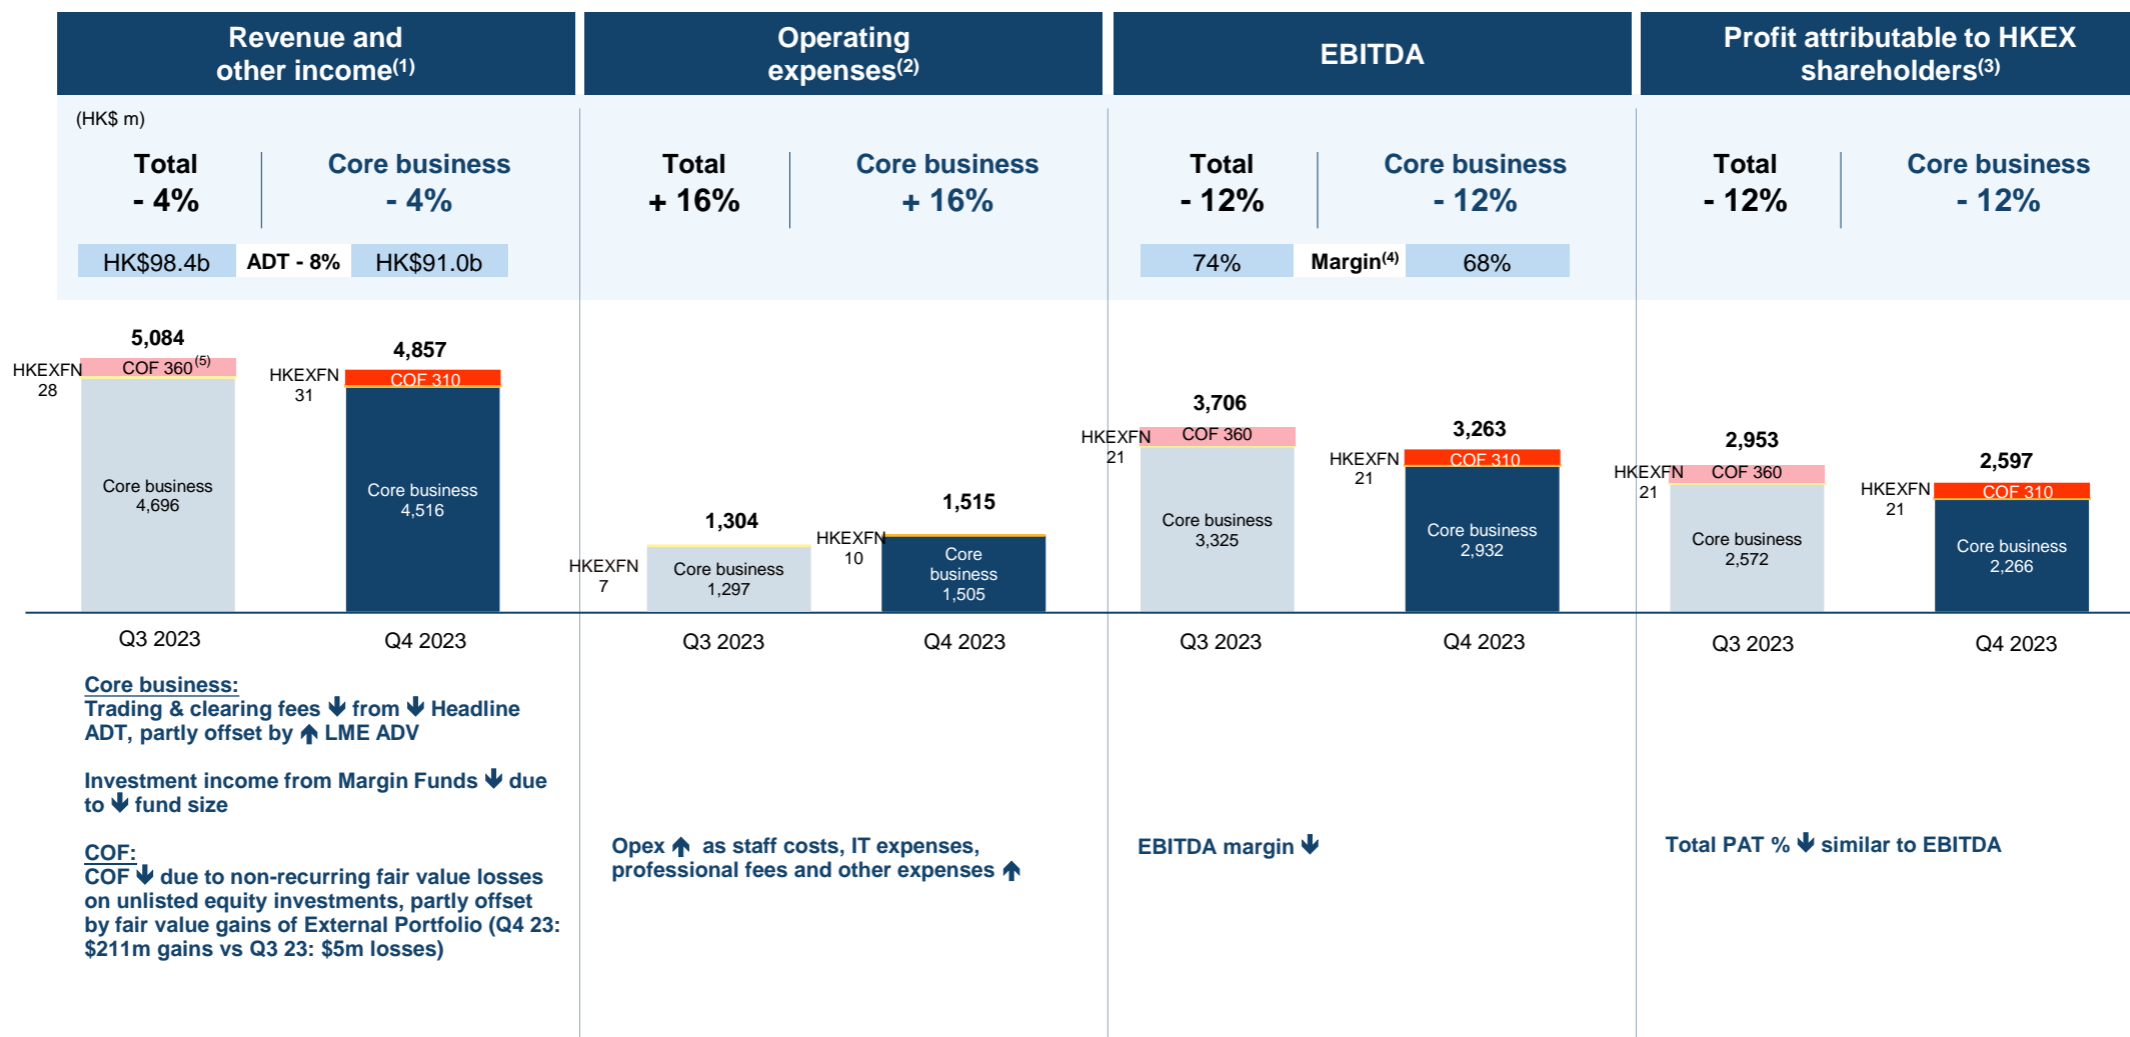 Revenue and
other income(1)
Operating
expenses(2)
EBITDA
Profit attributable to HKEX
shareholders(3)
(HK$ m)
Total
- 4%
Core business
- 4%
HK$98.4b
ADT - 8%
HK$91.0b
Total
+ 16%
Core business
+ 16%
Total
- 12%
Core business
- 12%
74%
Margin(4)
68%
Total
- 12%
Core business
- 12%
5,084
HKEXFN
28
COF 360(5)
Core business
4,696
Q3 2023
4,857
HKEXFN
31
COF 310
Core business
4,516
Q4 2023
1,304
HKEXFN
7
Core business
1,297
Q3 2023
1,515
HKEXFN
10
Core
business
1,505
Q4 2023
3,706
HKEXFN
21
COF 360
Core business
3,325
Q3 2023
3,263
HKEXFN
21
COF 310
Core business
2,932
Q4 2023
2,953
HKEXFN
21
COF 360
Core business
2,572
Q3 2023
2,597
HKEXFN
21
COF 310
Core business
2,266
Q4 2023
Core business:
Trading & clearing fees 🡻 from 🡻 Headline
ADT, partly offset by 🡹 LME ADV
Investment income from Margin Funds 🡻 due
to 🡻 fund size
COF:
COF 🡻 due to non-recurring fair value losses
on unlisted equity investments, partly offset
by fair value gains of External Portfolio (Q4 23:
$211m gains vs Q3 23: $5m losses)
Opex 🡹 as staff costs, IT expenses,
professional fees and other expenses 🡹
EBITDA margin 🡻
Total PAT % 🡻 similar to EBITDA